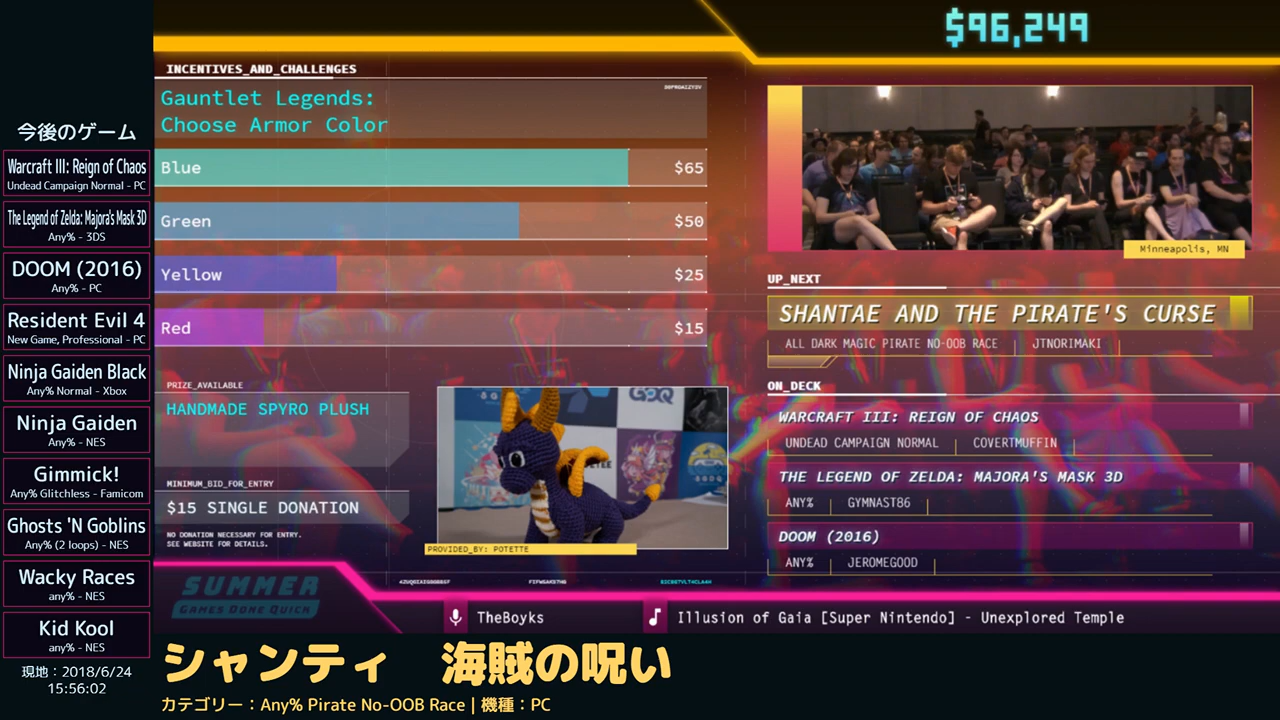 $96,249
今後のゲーム
Warcraft III: Reign of Chaos
Undead Campaign Normal - PC
The Legend of Zelda: Majora's Mask 3D
Any% - 3DS
DOOM (2016)
Any% - PC
Resident Evil 4
New Game, Professional - PC
Ninja Gaiden Black
Any% Normal - Xbox
Ninja Gaiden
Any% - NES
Gimmick!
Any% Glitchless - Famicom
Ghosts 'N Goblins
Any% (2 loops) - NES
Wacky Races
any% - NES
Kid Kool
any% - NES
現地：2018/6/24
15:56:02
INCENTIVES_AND_CHALLENGES
Gauntlet Legends:
Choose Armor Color
Blue $65
Green $50
Yellow $25
Red $15
PRIZE_AVAILABLE
HANDMADE SPYRO PLUSH
MINIMUM_BID_FOR_ENTRY
$15 SINGLE DONATION
NO DONATION NECESSARY FOR ENTRY.
SEE WEBSITE FOR DETAILS.
GDQ
PROVIDED_BY: POTETTE
Minneapolis, MN
UP_NEXT
SHANTAE AND THE PIRATE'S CURSE
ALL DARK MAGIC PIRATE NO-OOB RACE JTNORIMAKI
ON_DECK
WARCRAFT III: REIGN OF CHAOS
UNDEAD CAMPAIGN NORMAL COVERTMUFFIN
THE LEGEND OF ZELDA: MAJORA'S MASK 3D
ANY% GYMNAST86
DOOM (2016)
ANY% JEROMEGOOD
SUMMER
GAMES DONE QUICK
TheBoyks
Illusion of Gaia [Super Nintendo] - Unexplored Temple
シャンティ 海賊の呪い
カテゴリー：Any% Pirate No-OOB Race | 機種：PC